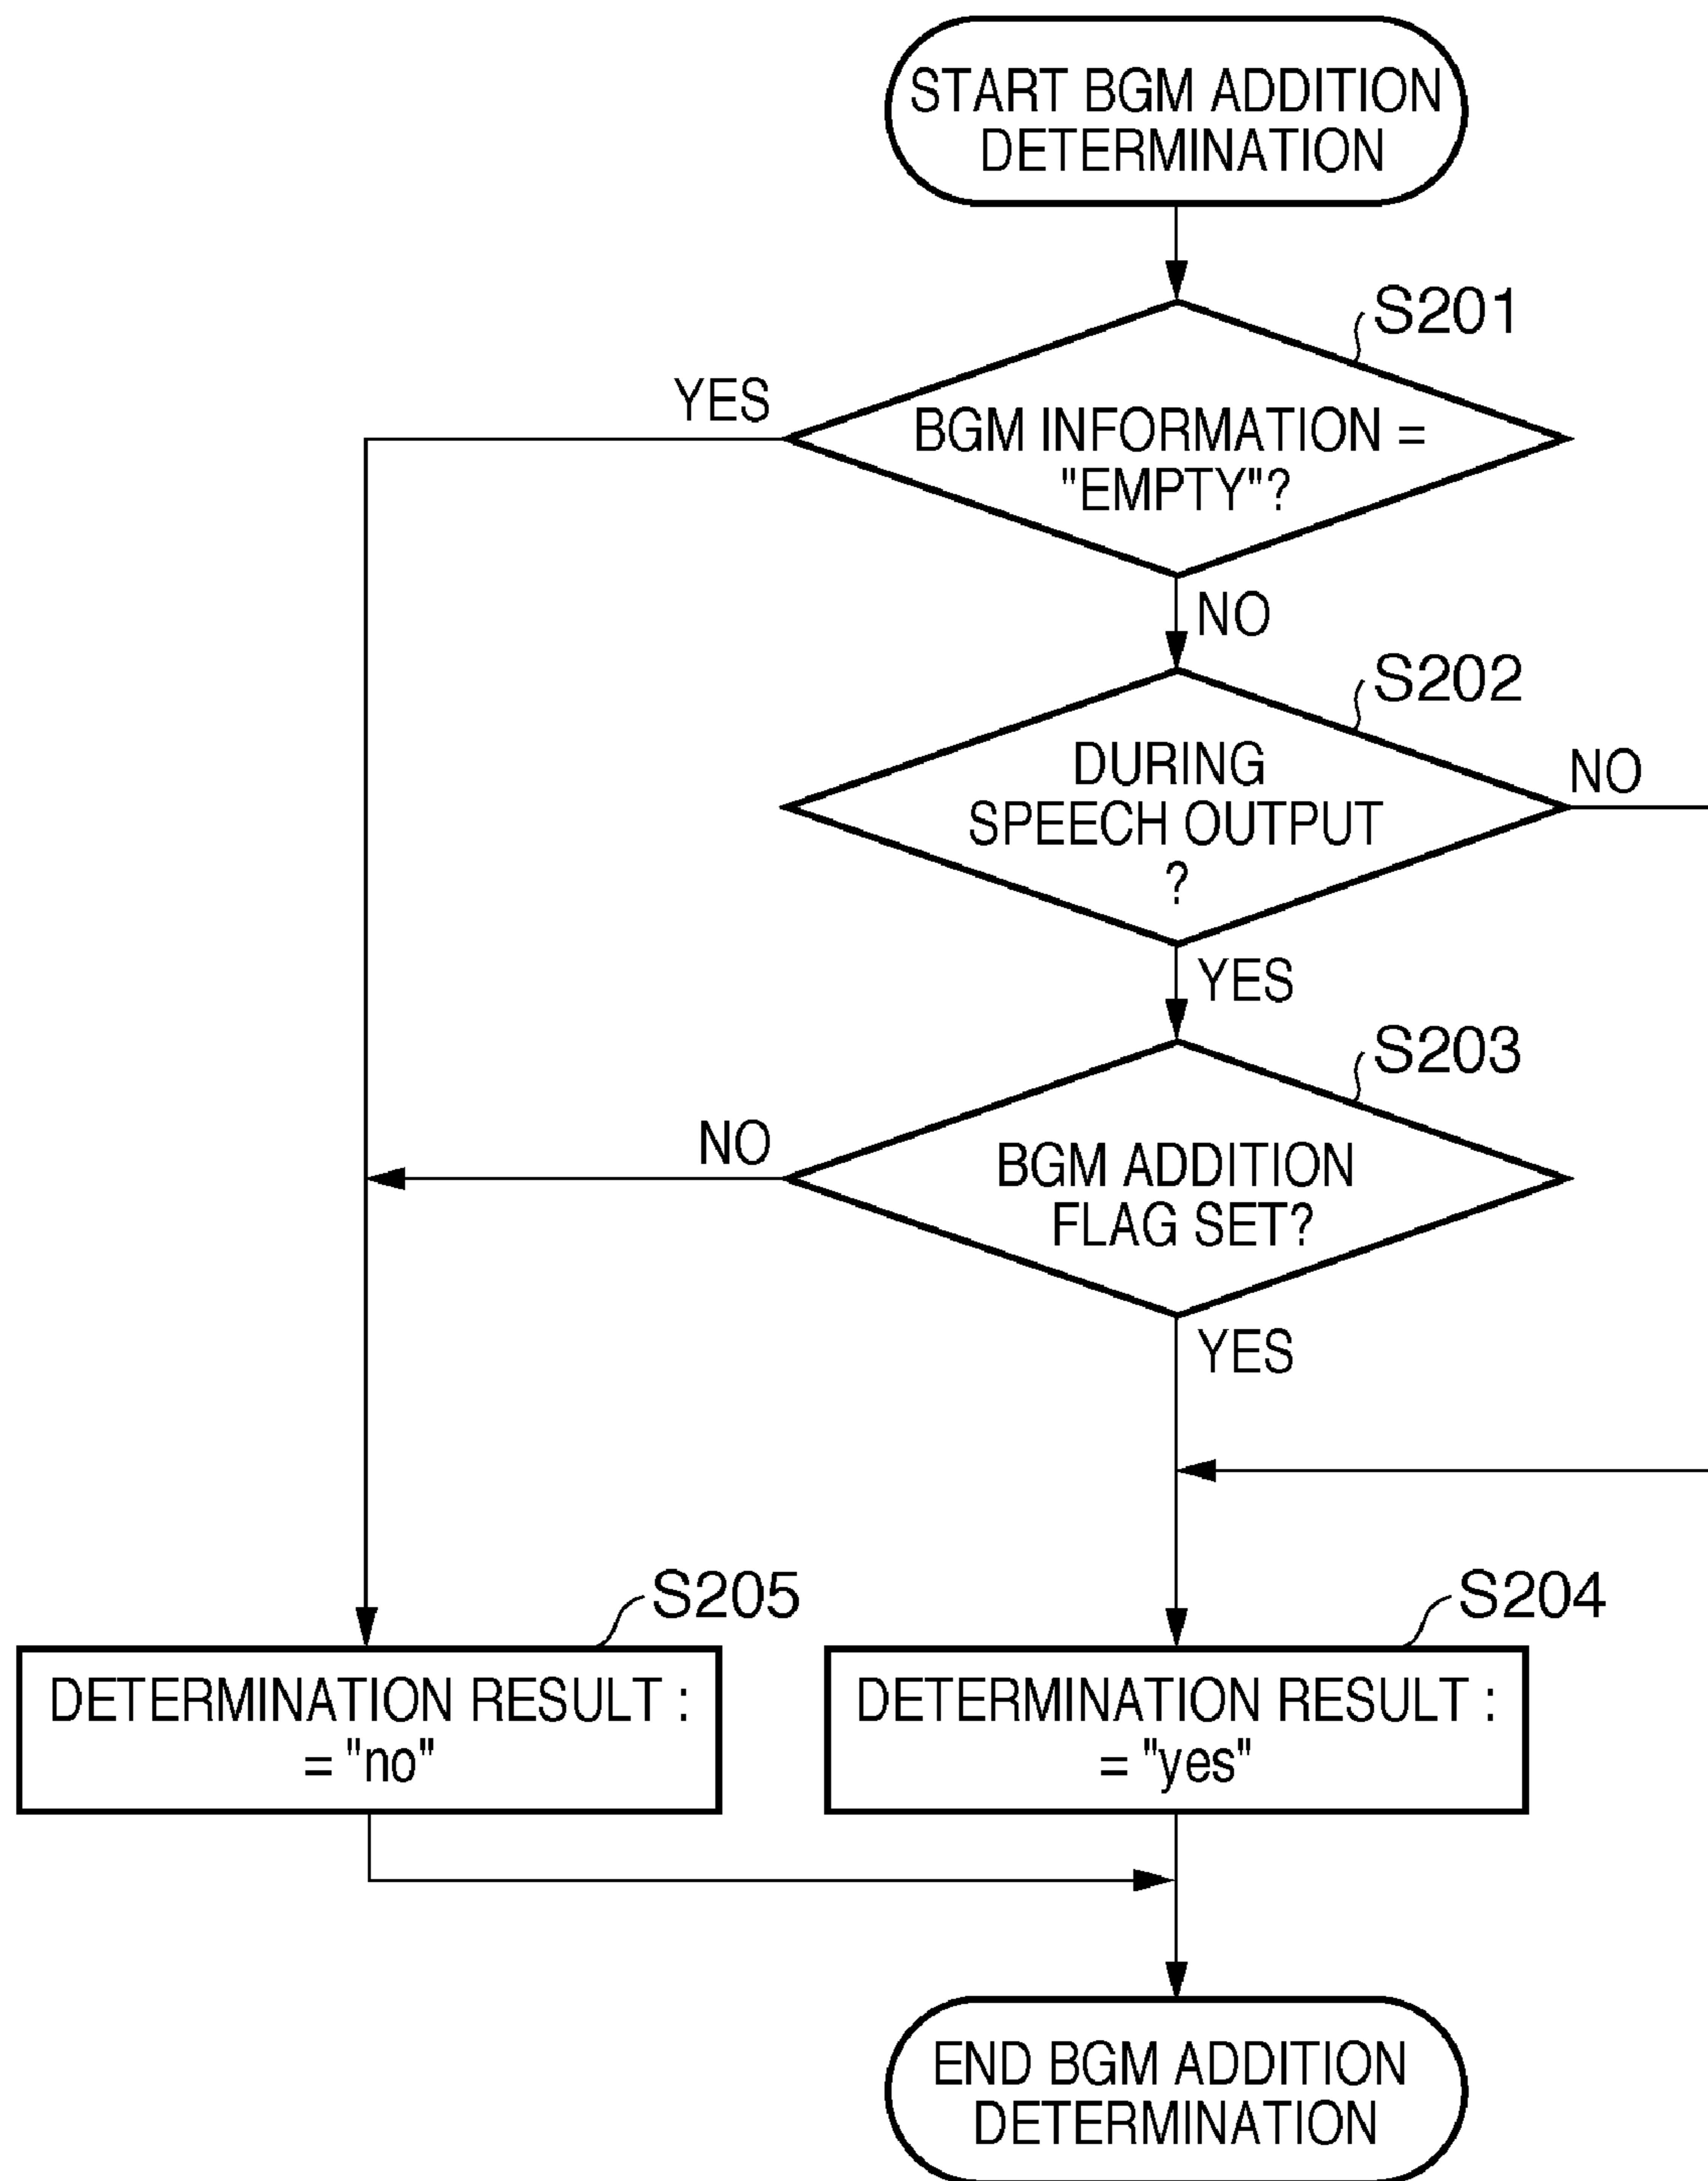 START BGM ADDITION
DETERMINATION
S201
YES
BGM INFORMATION =
"EMPTY"?
NO
S202
DURING
SPEECH OUTPUT
?
NO
YES
S203
NO
BGM ADDITION
FLAG SET?
YES
S205
S204
DETERMINATION RESULT :
= "no"
DETERMINATION RESULT :
= "yes"
END BGM ADDITION
DETERMINATION